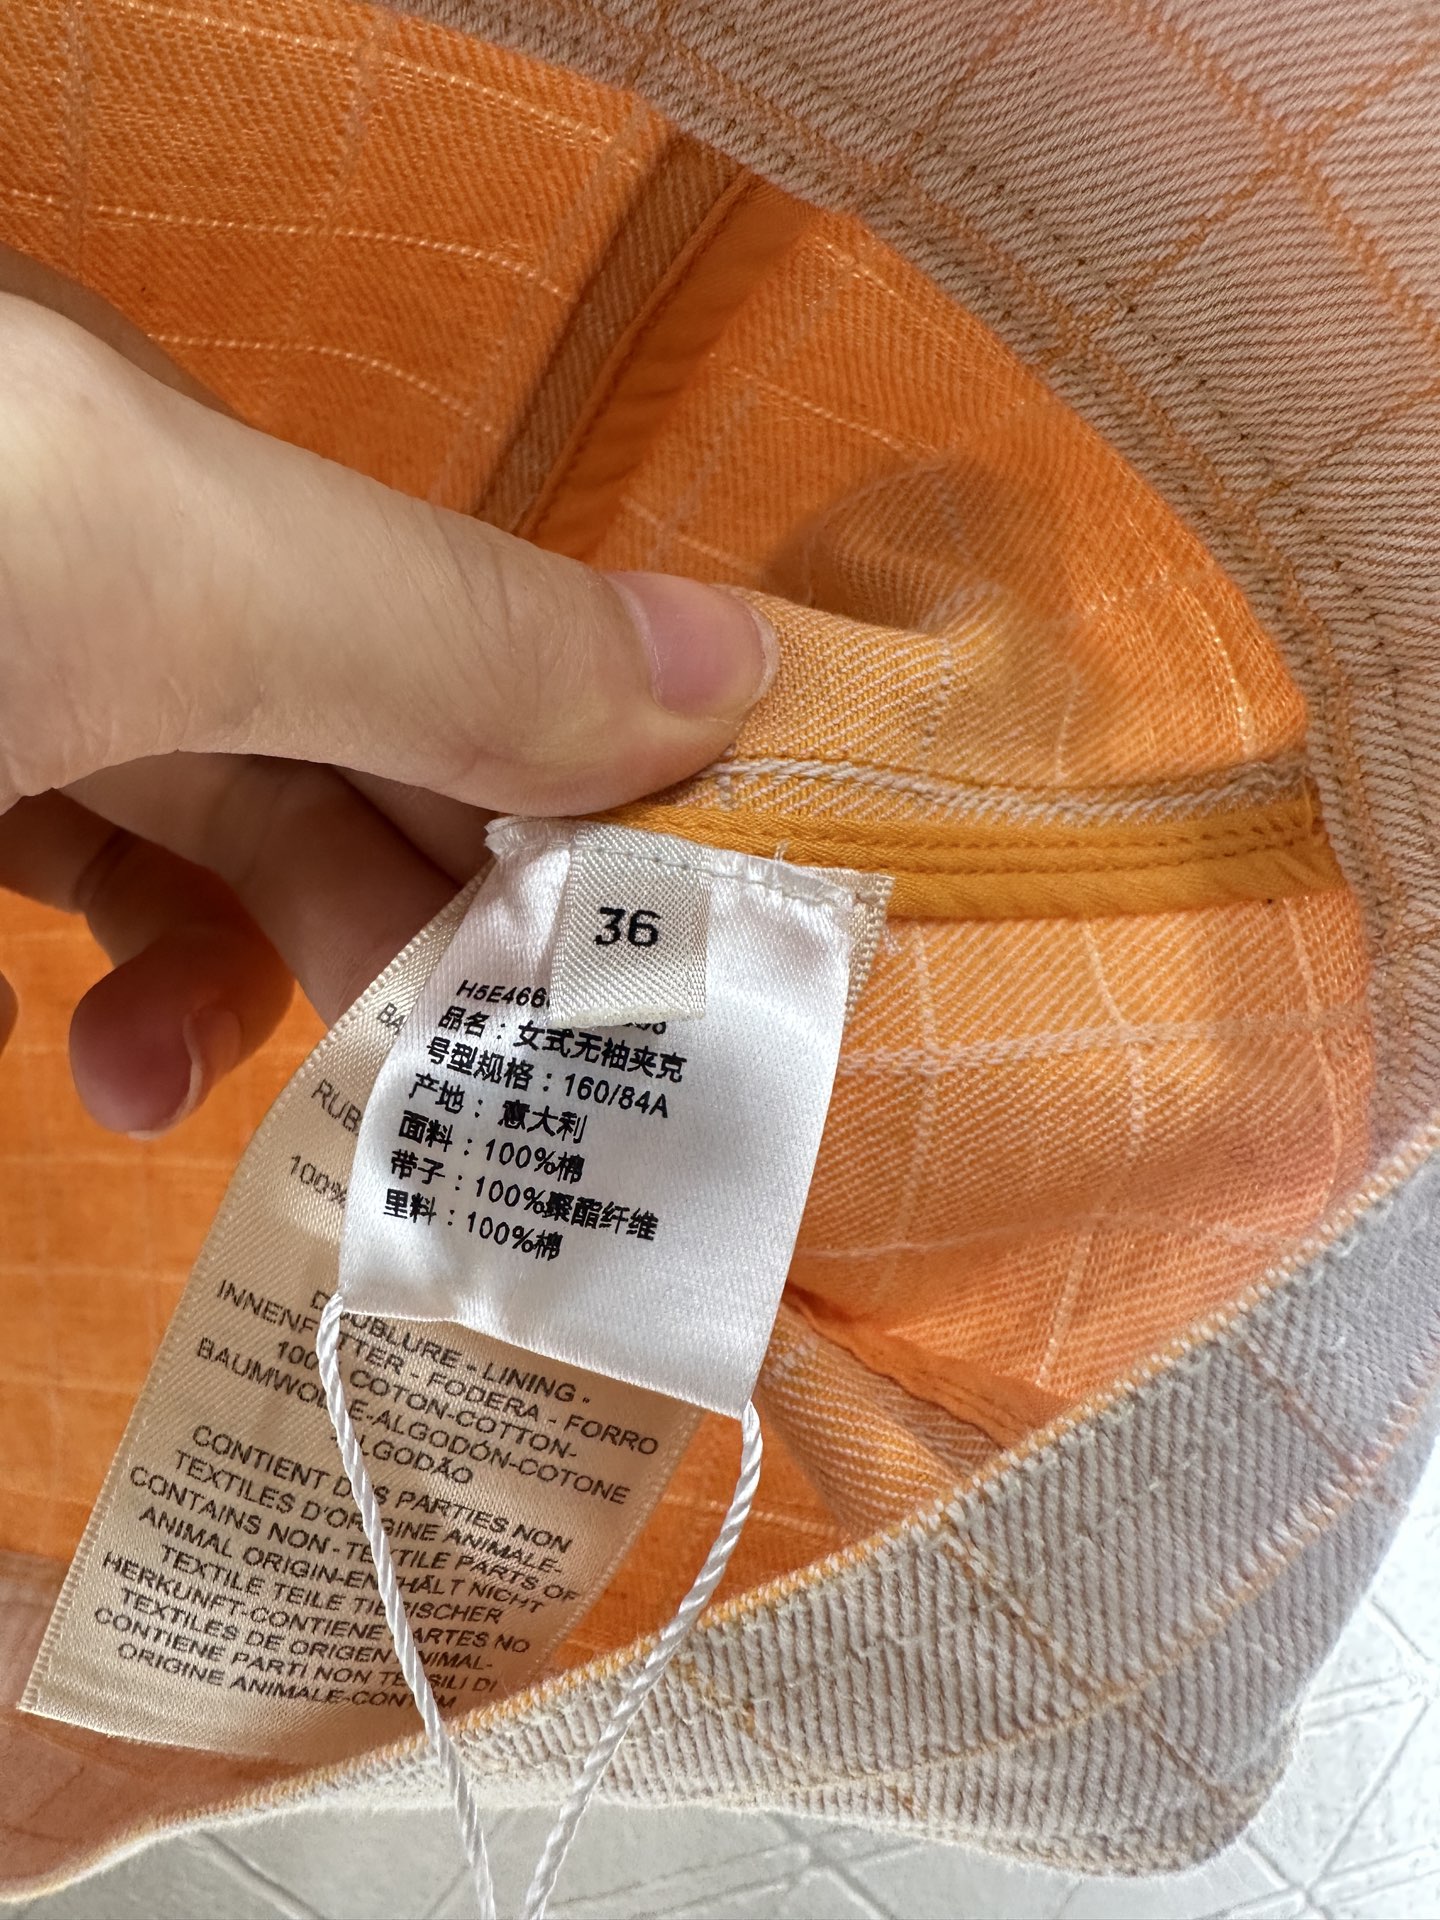 36
H5E466
品名：女式无袖夹克
号型规格：160/84A
产地：意大利
面料：100%棉
带子：100%聚酯纤维
里料：100%棉
BA
RUB
100%
DOUBLURE - LINING -
INNENFUTTER - FODERA - FORRO
100% COTON-COTTON-
BAUMWOLLE-ALGODÓN-COTONE
ALGODÃO
CONTIENT DES PARTIES NON
TEXTILES D'ORIGINE ANIMALE-
CONTAINS NON-TEXTILE PARTS OF
ANIMAL ORIGIN-ENTHÄLT NICHT
TEXTILE TEILE TIERISCHER
HERKUNFT-CONTIENE PARTES NO
TEXTILES DE ORIGEN ANIMAL-
CONTIENE PARTI NON TESSILI DI
ORIGINE ANIMALE-CONTÉM